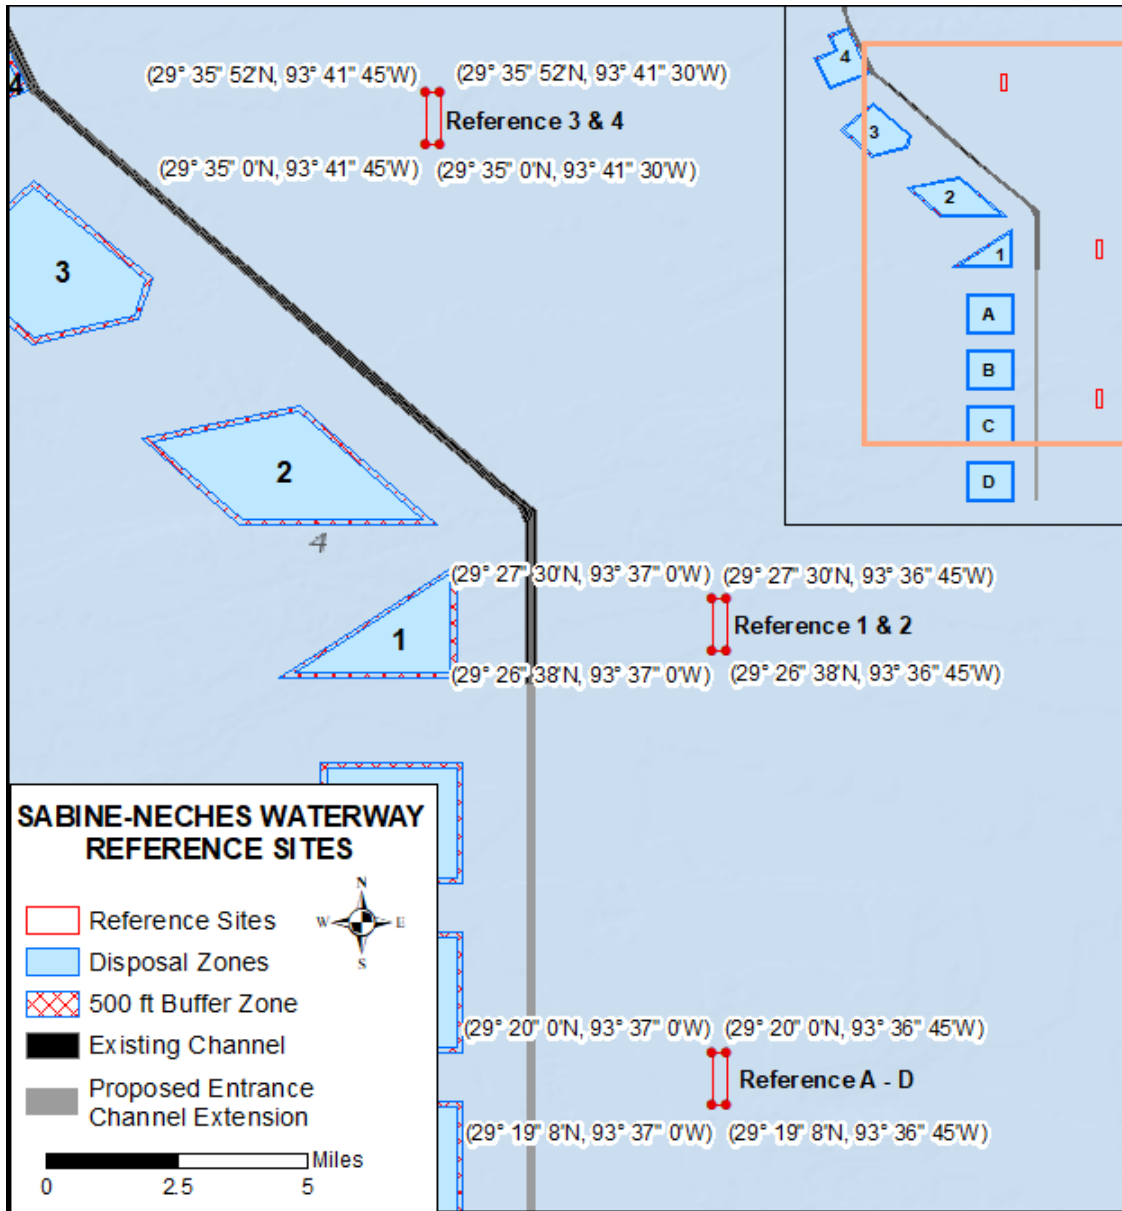 (29° 35" 52'N, 93° 41" 45'W) (29° 35" 52'N, 93° 41" 30'W)
Reference 3 & 4
(29° 35" 0'N, 93° 41" 45'W) (29° 35" 0'N, 93° 41" 30'W)
4
3
2
4
1
(29° 27" 30'N, 93° 37" 0'W) (29° 27" 30'N, 93° 36" 45'W)
Reference 1 & 2
(29° 26" 38'N, 93° 37" 0'W) (29° 26" 38'N, 93° 36" 45'W)
(29° 20" 0'N, 93° 37" 0'W) (29° 20" 0'N, 93° 36" 45'W)
Reference A - D
(29° 19" 8'N, 93° 37" 0'W) (29° 19" 8'N, 93° 36" 45'W)
4
3
2
1
A
B
C
D
SABINE-NECHES WATERWAY
REFERENCE SITES
N
W E
S
Reference Sites
Disposal Zones
500 ft Buffer Zone
Existing Channel
Proposed Entrance
Channel Extension
Miles
0 2.5 5